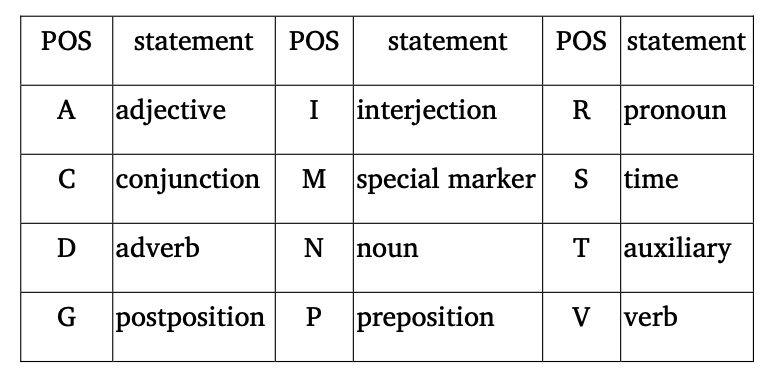 POS statement POS statement POS statement
A adjective I interjection R pronoun
C conjunction M special marker S time
D adverb N noun T auxiliary
G postposition P preposition V verb